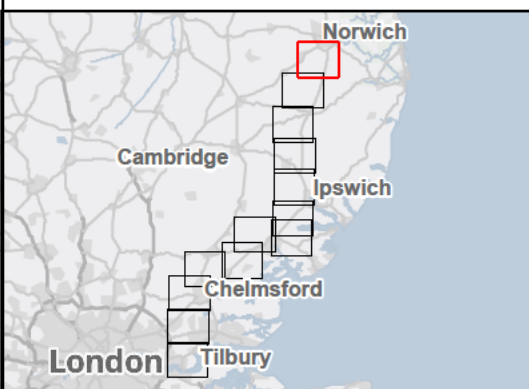 Norwich
Cambridge
Ipswich
Chelmsford
London
Tilbury